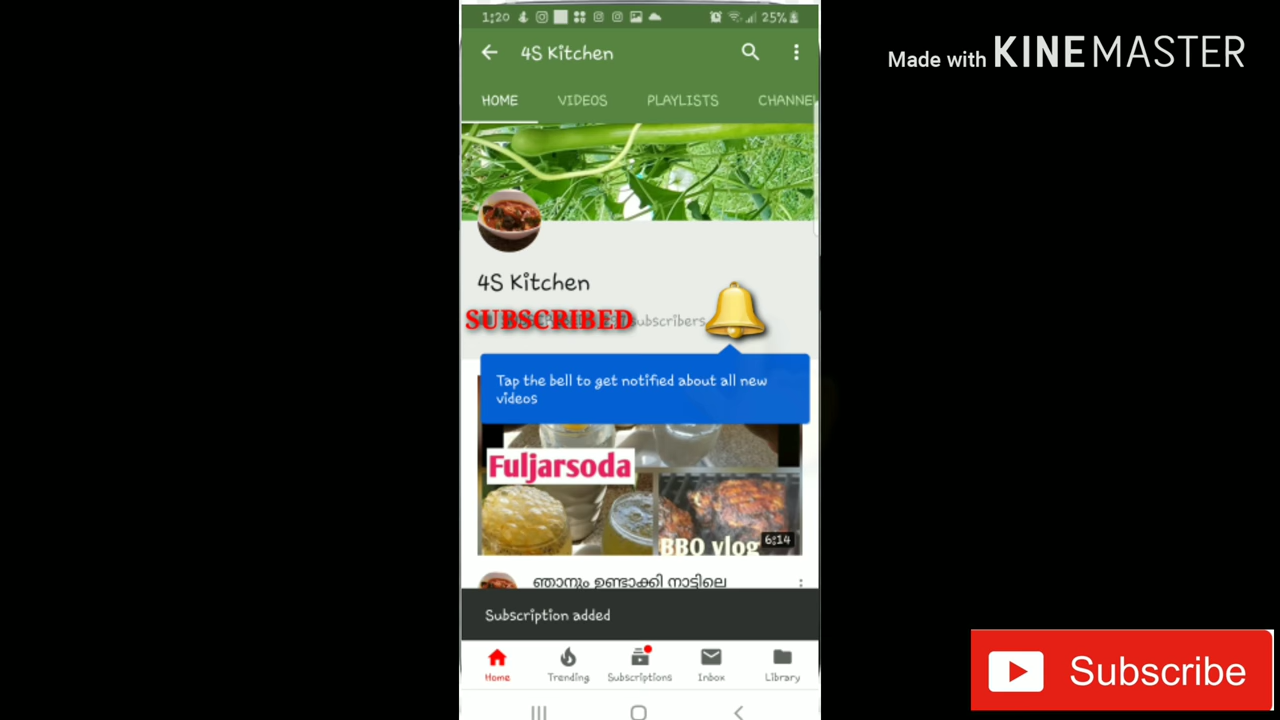 1:20
25%
Made with KINEMASTER
4S Kitchen
HOME VIDEOS PLAYLISTS CHANNE
4S Kitchen
SUBSCRIBED
subscribers
Tap the bell to get notified about all new
videos
Fuljarsoda
BBQ vlog
6:14
ഞാനും ഉണ്ടാക്കി നാട്ടിലെ
Subscription added
Home Trending Subscriptions Inbox Library
Subscribe